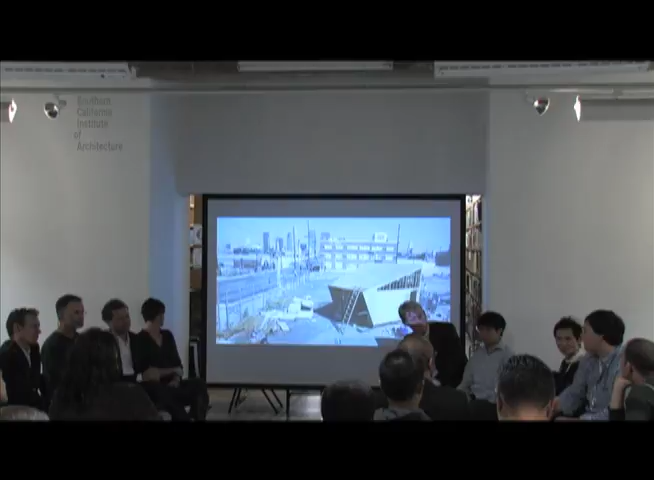 Southern
California
Institute
of
Architecture